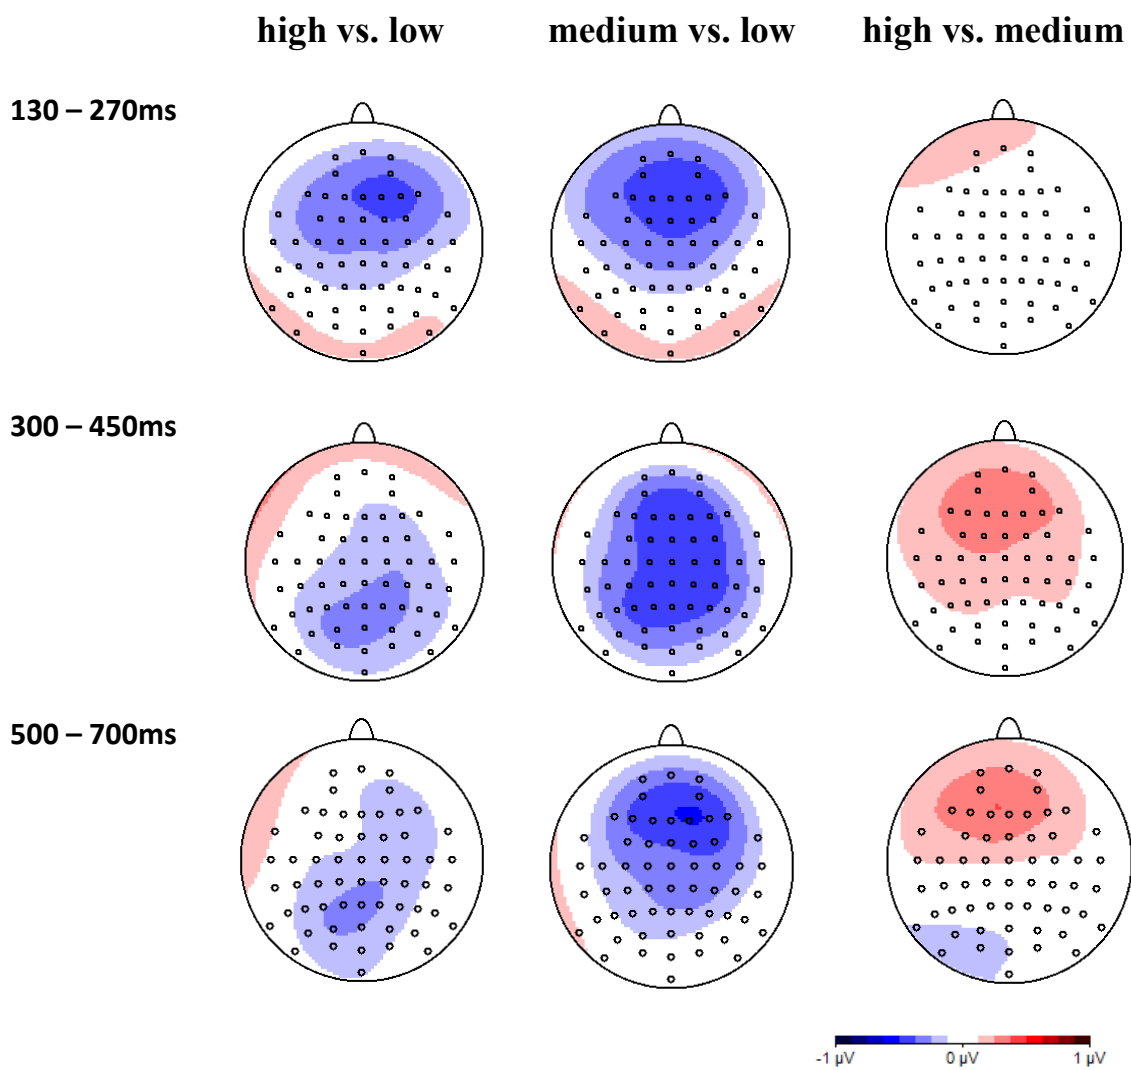 high vs. low medium vs. low high vs. medium
130 – 270ms
300 – 450ms
500 – 700ms
-1 µV 0 µV 1 µV